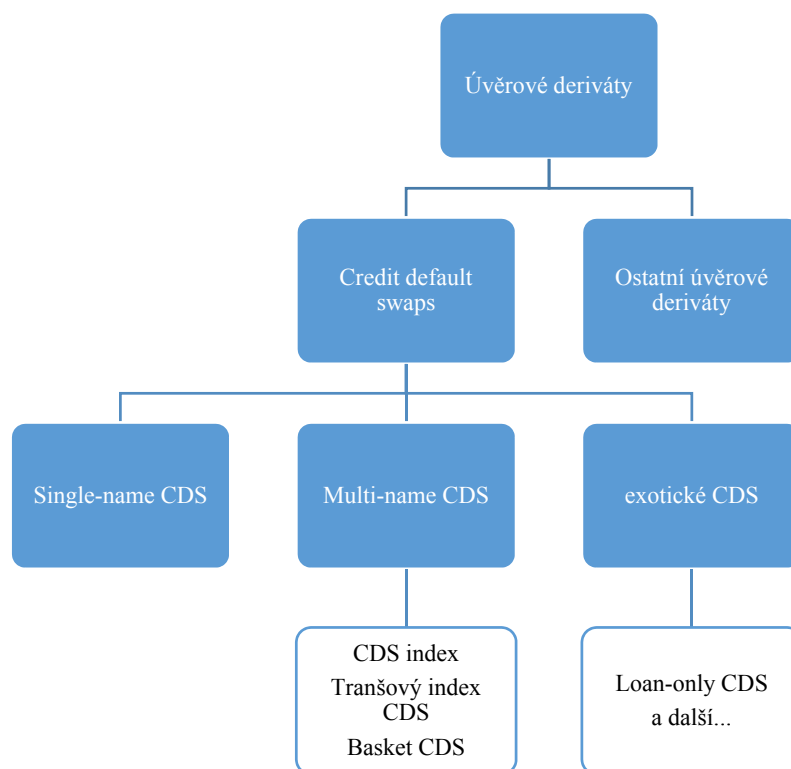 Úvěrové deriváty
Credit default
swaps
Ostatní úvěrové
deriváty
Single-name CDS
Multi-name CDS
exotické CDS
CDS index
Tranšový index
CDS
Basket CDS
Loan-only CDS
a další...